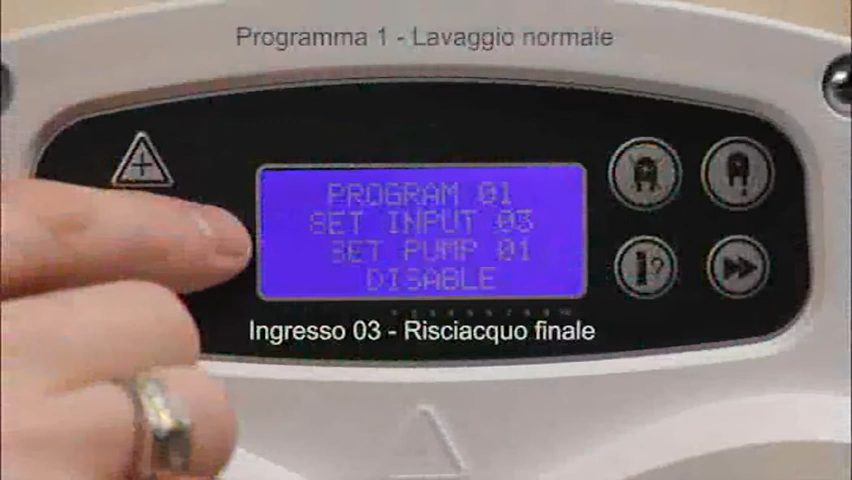 Programma 1 - Lavaggio normale
PROGRAM 01
SET INPUT 03
SET PUMP 01
DISABLE
Ingresso 03 - Risciacquo finale